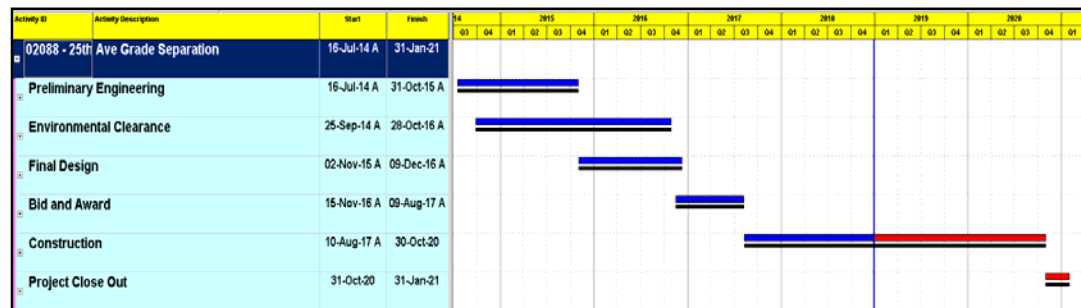 Activity ID Activity Description Start Finish 14 2015 2016 2017 2018 2019 2020
Q3 Q4 Q1 Q2 Q3 Q4 Q1 Q2 Q3 Q4 Q1 Q2 Q3 Q4 Q1 Q2 Q3 Q4 Q1 Q2 Q3 Q4 Q1 Q2 Q3 Q4 Q1
02088 - 25th Ave Grade Separation 16-Jul-14 A 31-Jan-21
Preliminary Engineering 16-Jul-14 A 31-Oct-15 A
Environmental Clearance 25-Sep-14 A 28-Oct-16 A
Final Design 02-Nov-15 A 09-Dec-16 A
Bid and Award 15-Nov-16 A 09-Aug-17 A
Construction 10-Aug-17 A 30-Oct-20
Project Close Out 31-Oct-20 31-Jan-21